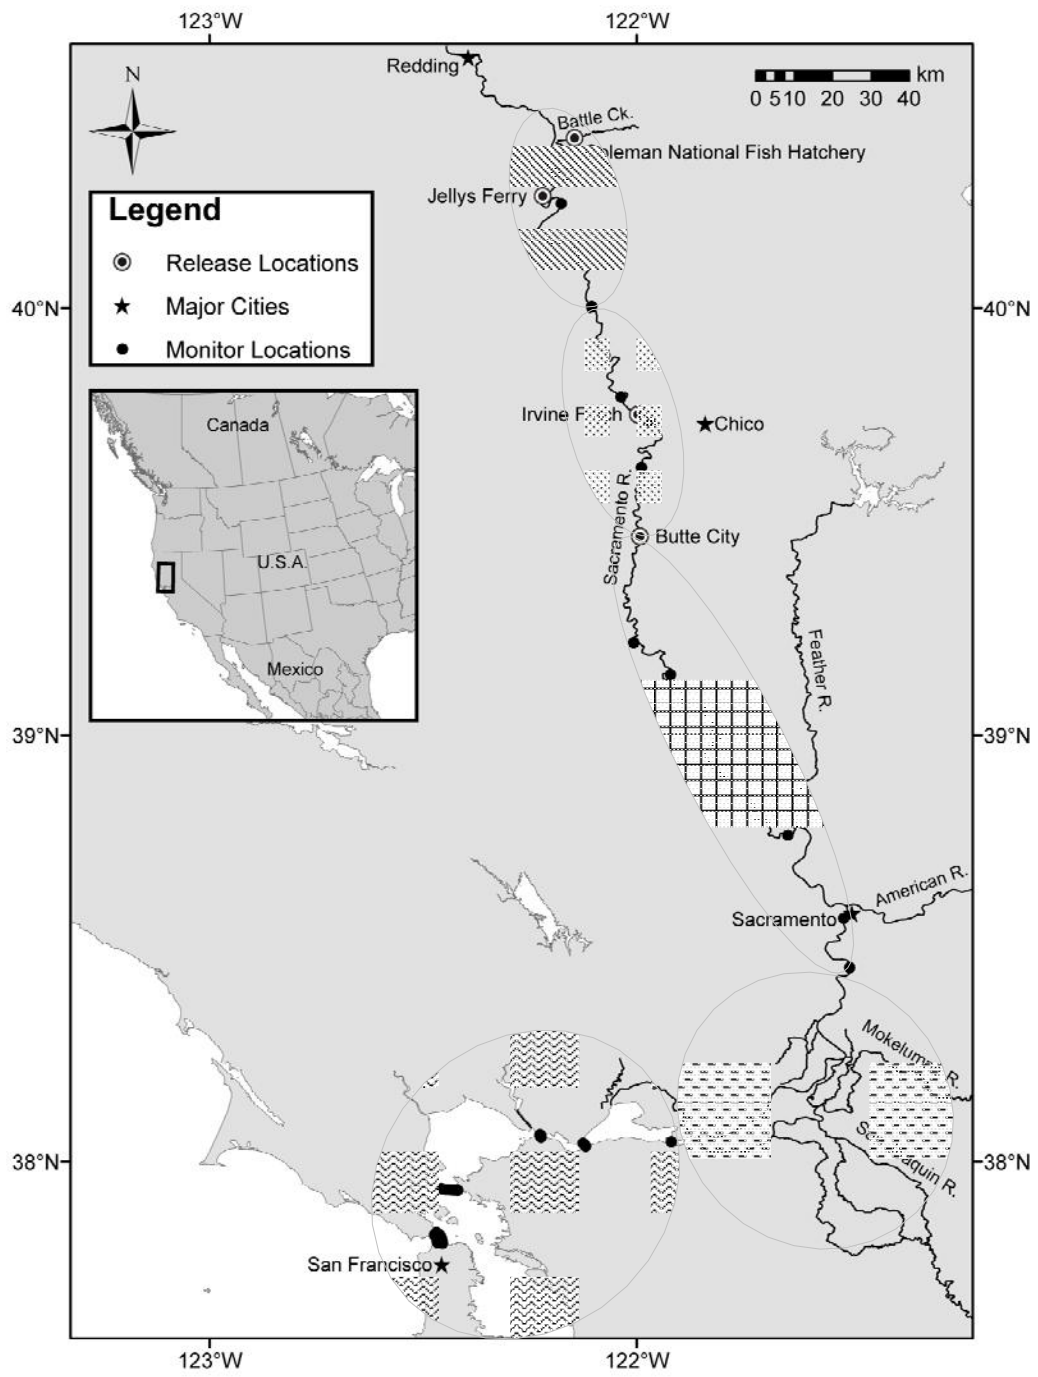 123°W 122°W
Redding
km
0 5 10 20 30 40
N
Battle Ck.
National Fish Hatchery
Jellys Ferry
Legend
Release Locations
Major Cities
Monitor Locations
40°N 40°N
Irvine
Chico
Canada
Sacramento R.
Butte City
U.S.A.
Mexico
Feather R.
39°N 39°N
American R.
Sacramento
R.
38°N 38°N
R.
San Francisco
123°W 122°W